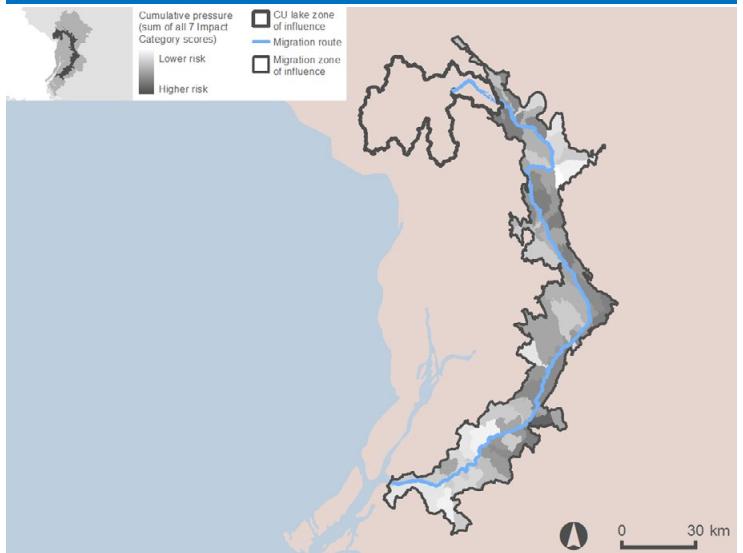 Cumulative pressure
(sum of all 7 Impact
Category scores)
Lower risk
Higher risk
CU lake zone
of influence
Migration route
Migration zone
of influence
0 30 km